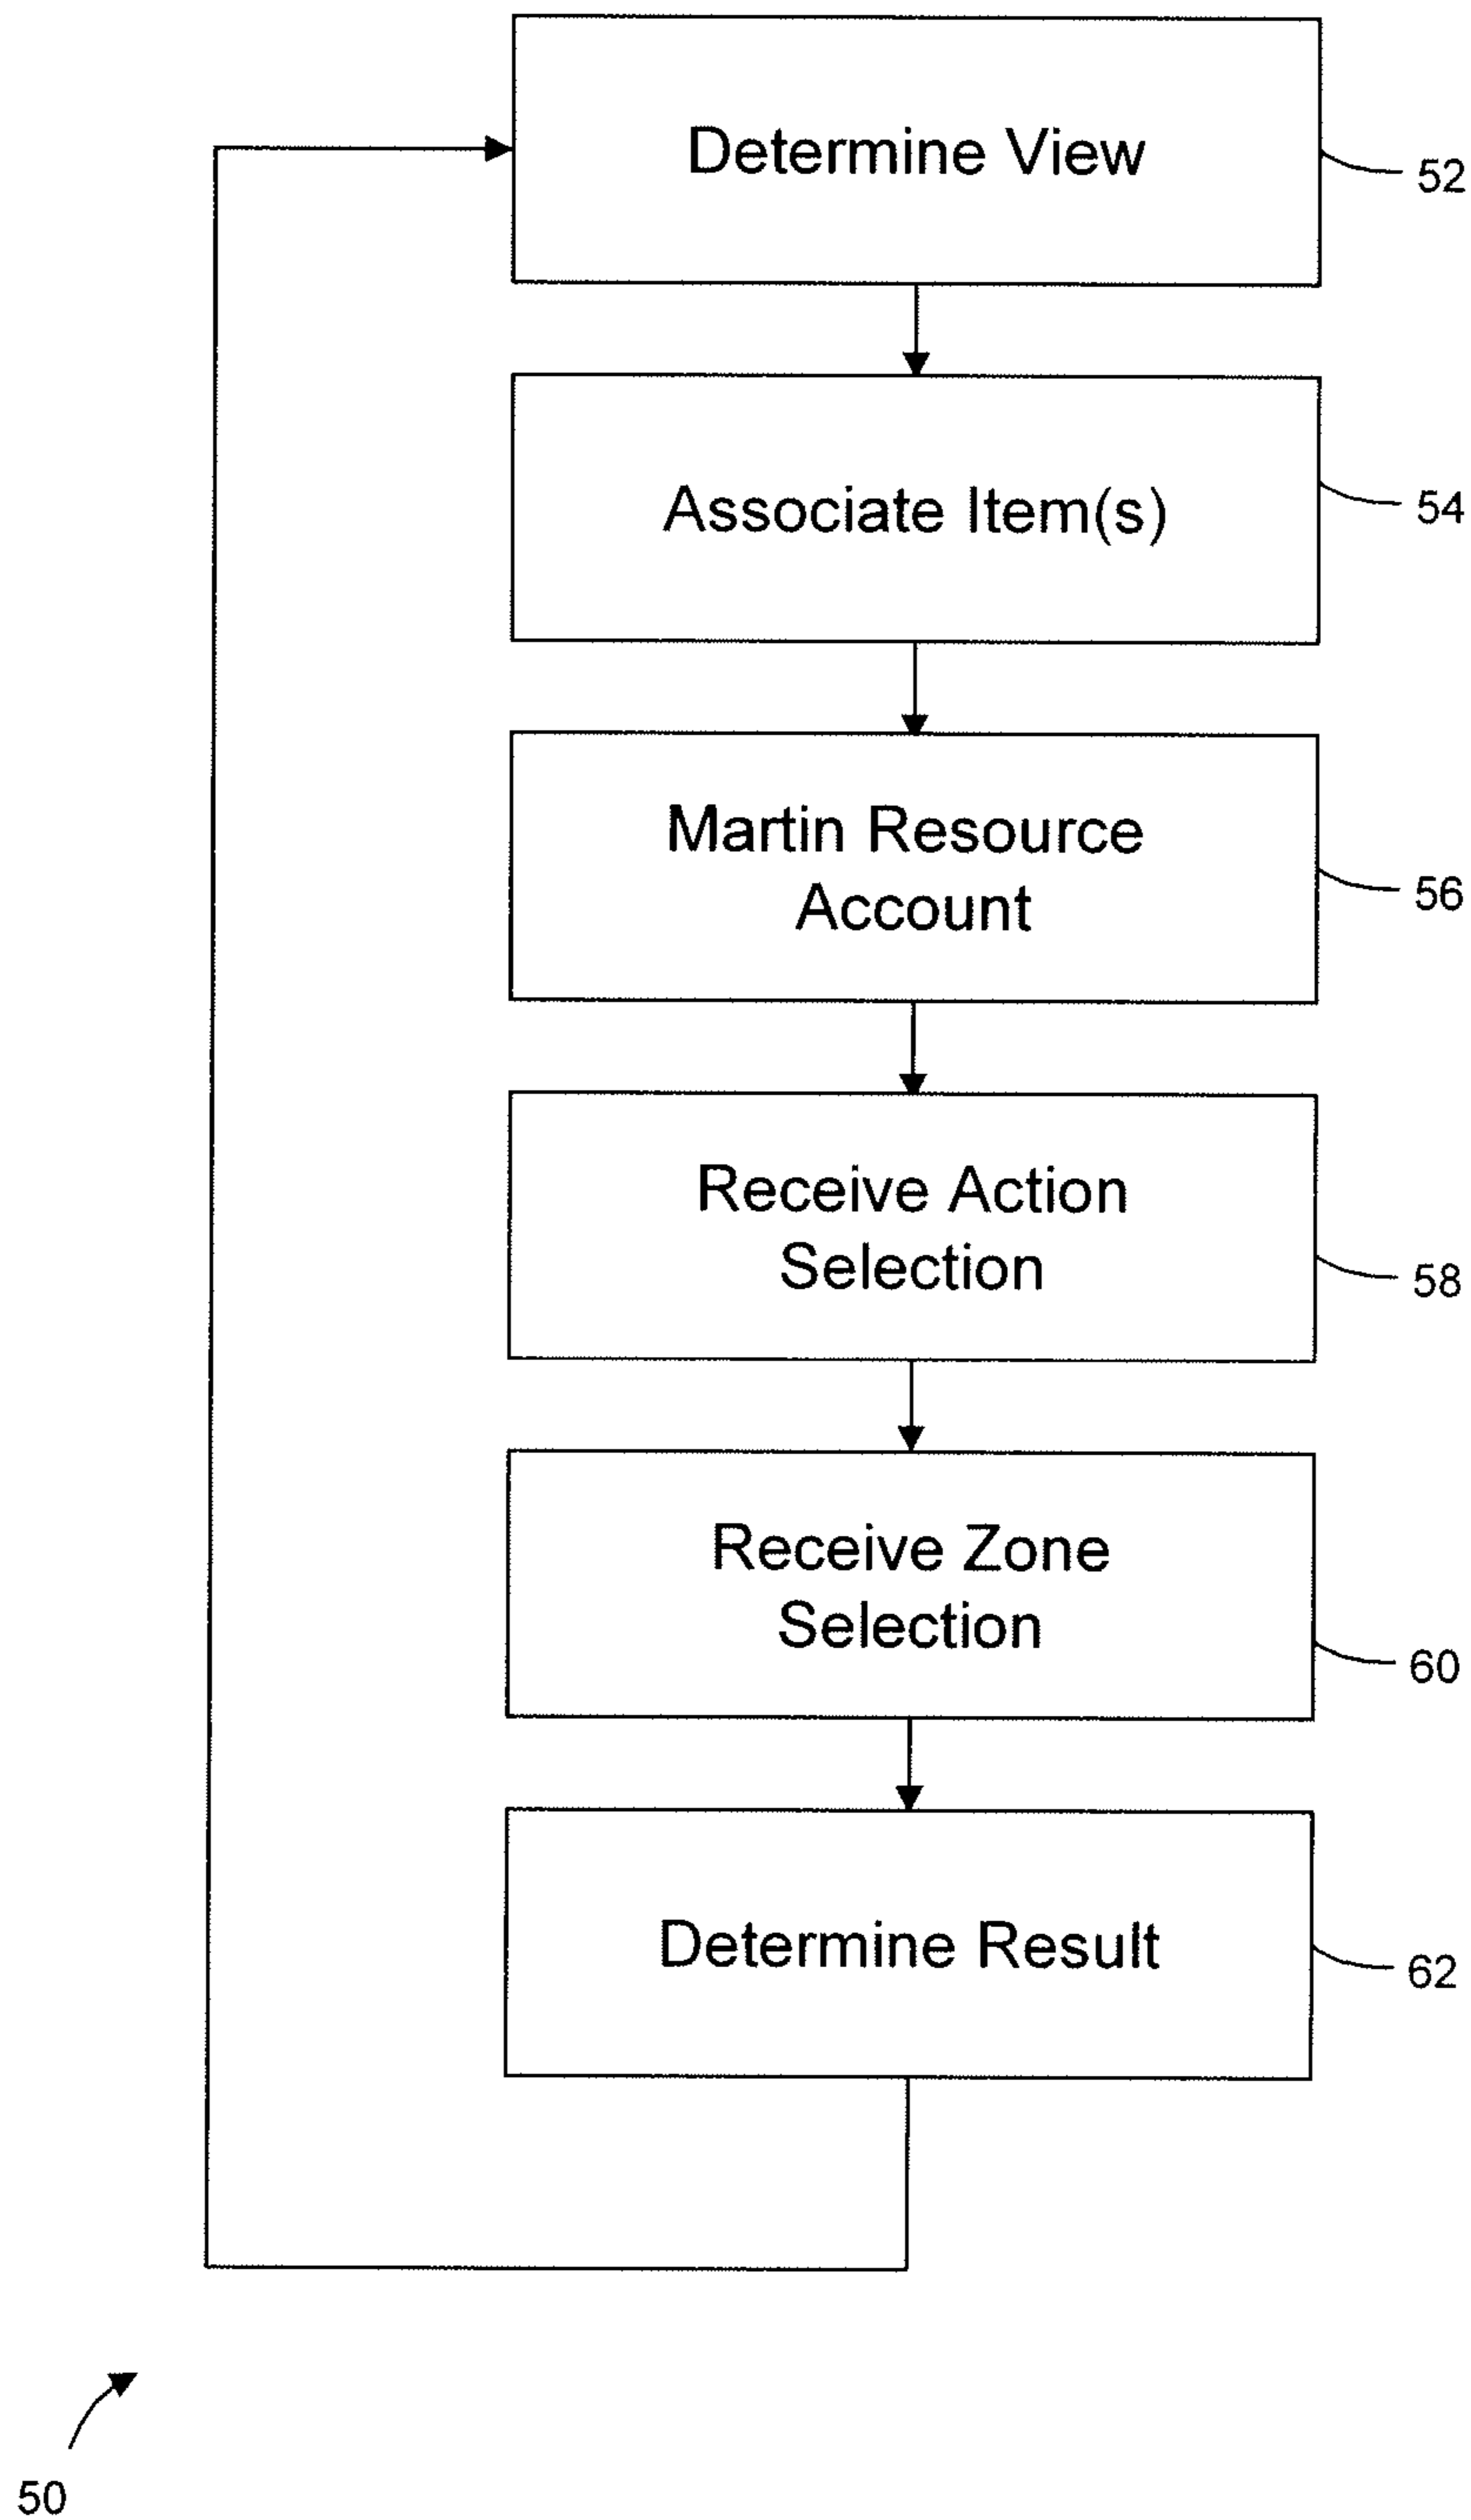 Determine View
52
Associate Item(s)
54
Martin Resource
Account
56
Receive Action
Selection
58
Receive Zone
Selection
60
Determine Result
62
50